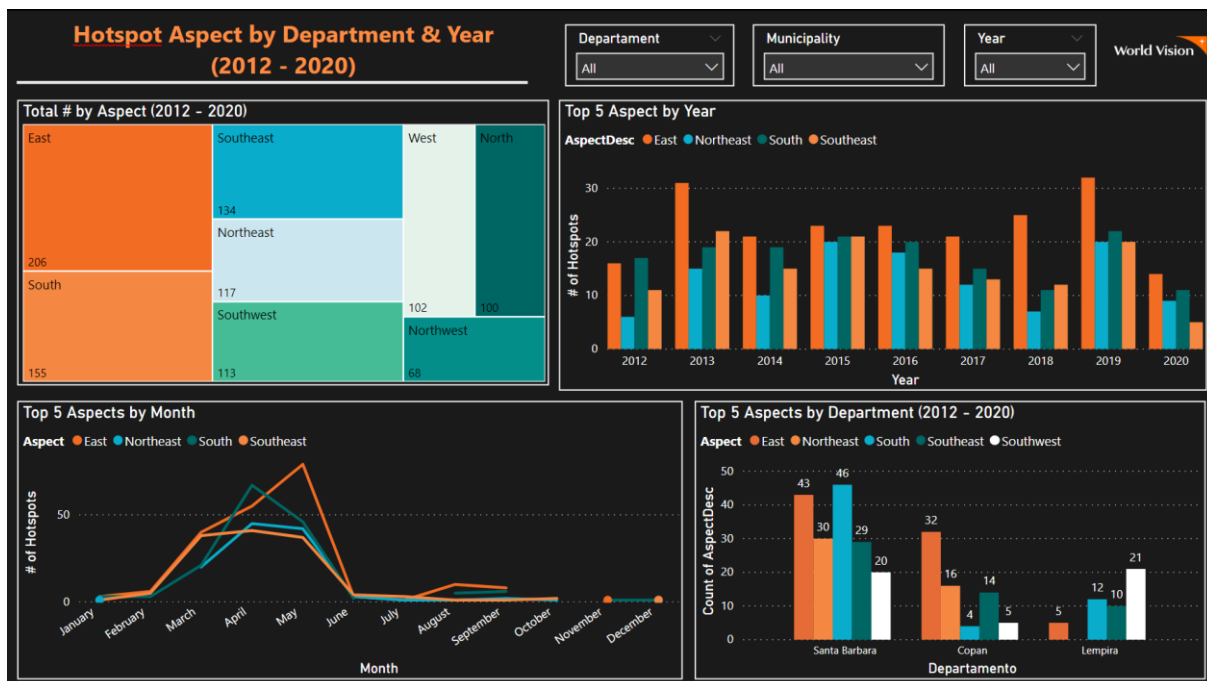 Hotspot Aspect by Department & Year
(2012 - 2020)
Departament
All
Municipality
All
Year
All
World Vision
Total # by Aspect (2012 - 2020)
East
206
South
155
Southeast
134
Northeast
117
Southwest
113
West
102
North
100
Northwest
68
Top 5 Aspect by Year
AspectDesc East Northeast South Southeast
# of Hotspots
30
20
10
0
2012 2013 2014 2015 2016 2017 2018 2019 2020
Year
Top 5 Aspects by Month
Aspect East Northeast South Southeast
# of Hotspots
50
0
January February March April May June July August September October November December
Month
Top 5 Aspects by Department (2012 - 2020)
Aspect East Northeast South Southeast Southwest
Count of AspectDesc
50
40
30
20
10
0
43 30 46 29 20
32 16 4 14 5
5 12 10 21
Santa Barbara Copan Lempira
Departamento